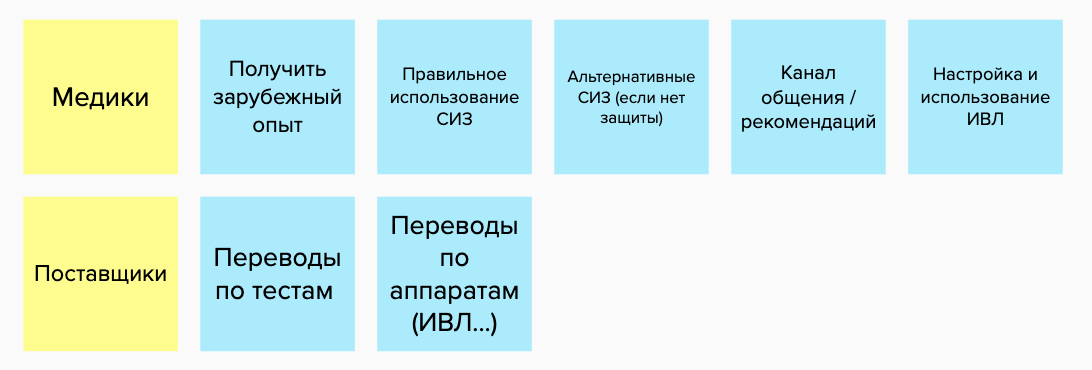 Медики
Получить
зарубежный
опыт
Правильное
использование
СИЗ
Альтернативные
СИЗ (если нет
защиты)
Канал
общения /
рекомендаций
Настройка и
использование
ИВЛ
Поставщики
Переводы
по тестам
Переводы
по
аппаратам
(ИВЛ...)